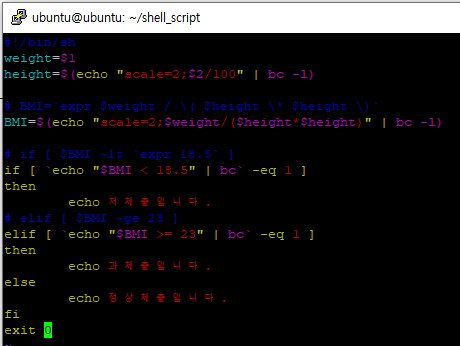 ubuntu@ubuntu: ~/shell_script
#!/bin/sh
weight=$1
height=$(echo "scale=2;$2/100" | bc -l)
# BMI=`expr $weight / \( $height \* $height \)`
BMI=$(echo "scale=2;$weight/($height*$height)" | bc -l)
# if [ $BMI -lt `expr 18.5` ]
if [ `echo "$BMI < 18.5" | bc` -eq 1 ]
then
echo 저체중입니다.
# elif [ $BMI -ge 23 ]
elif [ `echo "$BMI >= 23" | bc` -eq 1 ]
then
echo 과체중입니다.
else
echo 정상체중입니다.
fi
exit 0